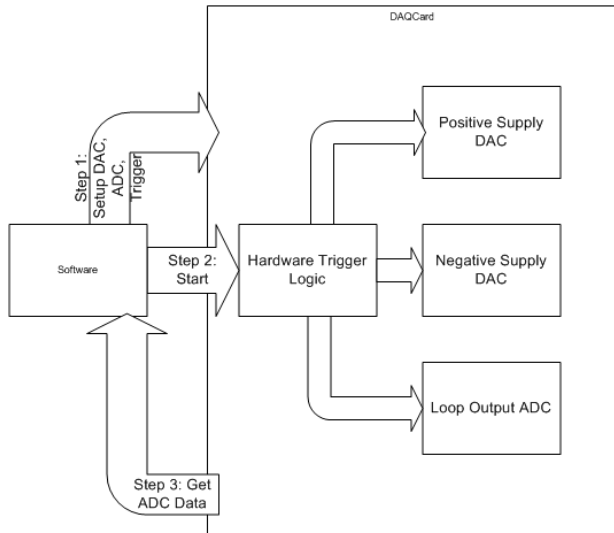 DAQCard
Positive Supply
DAC
Step 1:
Setup DAC,
ADC,
Trigger
Software
Step 2:
Start
Hardware Trigger
Logic
Negative Supply
DAC
Loop Output ADC
Step 3: Get
ADC Data